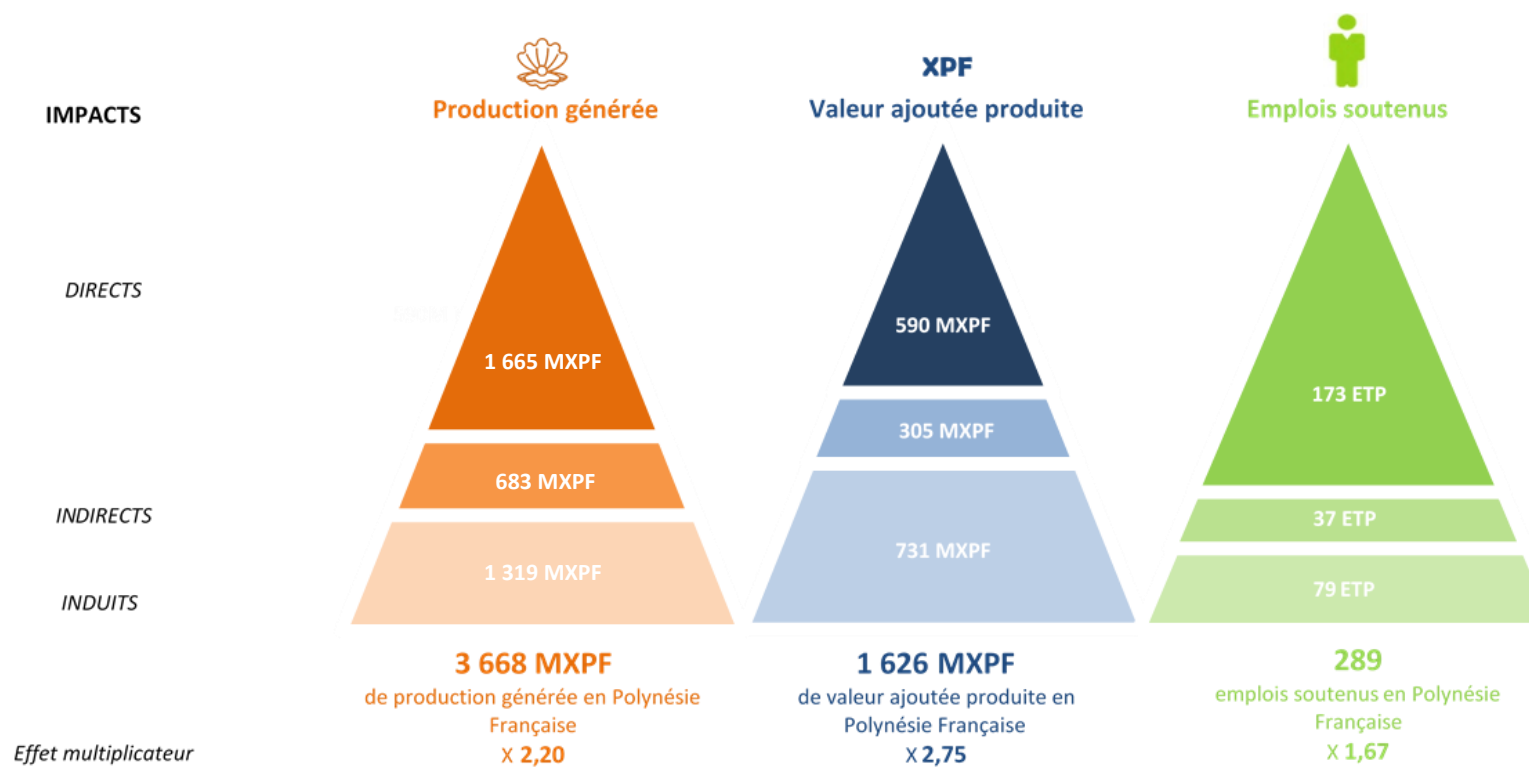 XPF
IMPACTS
Production générée
Valeur ajoutée produite
Emplois soutenus
DIRECTS
1 665 MXPF
590 MXPF
173 ETP
INDIRECTS
683 MXPF
305 MXPF
37 ETP
INDUITS
1 319 MXPF
731 MXPF
79 ETP
3 668 MXPF
de production générée en Polynésie
Française
X 2,20
1 626 MXPF
de valeur ajoutée produite en
Polynésie Française
X 2,75
289
emplois soutenus en Polynésie
Française
X 1,67
Effet multiplicateur